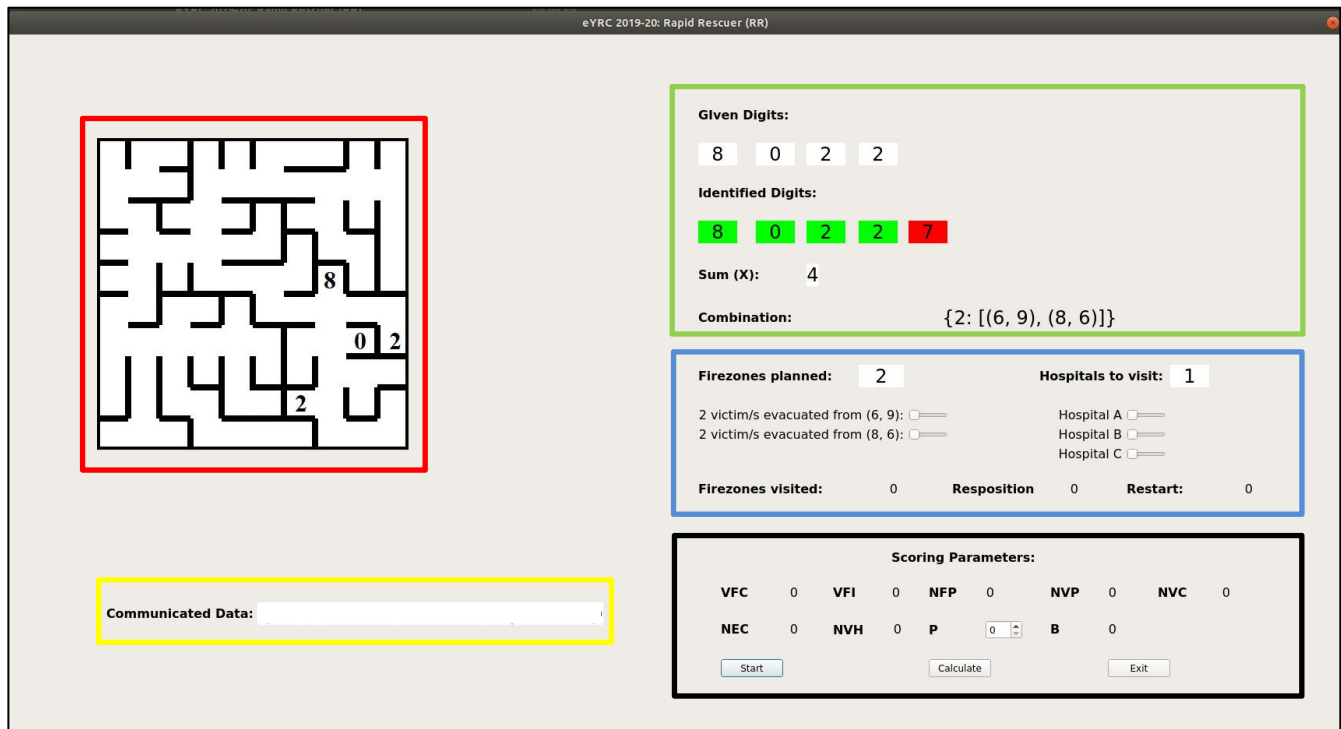 eYRC 2019-20: Rapid Rescuer (RR)
8
0 2
2
Communicated Data:
GIven Digits:
8 0 2 2
Identified Digits:
8 0 2 2 7
Sum (X): 4
Combination: {2: [(6, 9), (8, 6)]}
Firezones planned: 2 Hospitals to visit: 1
2 victim/s evacuated from (6, 9): Hospital A
2 victim/s evacuated from (8, 6): Hospital B
Hospital C
Firezones visited: 0 Resposition 0 Restart: 0
Scoring Parameters:
VFC 0 VFI 0 NFP 0 NVP 0 NVC 0
NEC 0 NVH 0 P 0 B 0
Start Calculate Exit